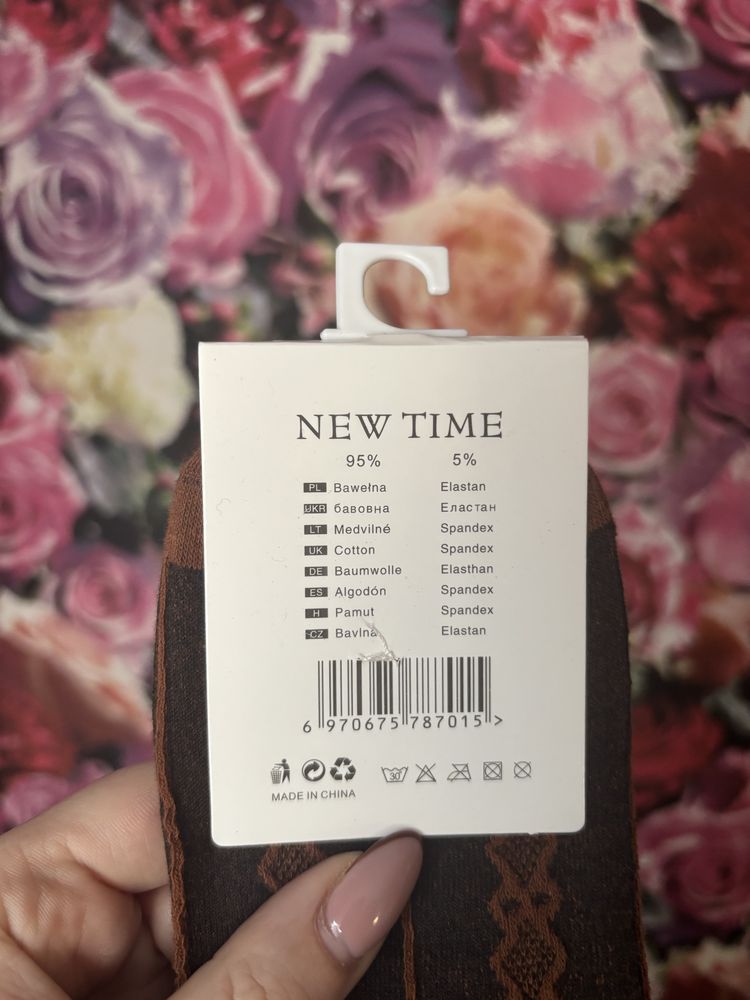 NEW TIME
95% 5%
PL Bawełna Elastan
UKR бавовна Еластан
LT Medvilné Spandex
UK Cotton Spandex
DE Baumwolle Elasthan
ES Algodón Spandex
H Pamut Spandex
CZ Bavlna Elastan
6 970675 787015 >
30°
MADE IN CHINA